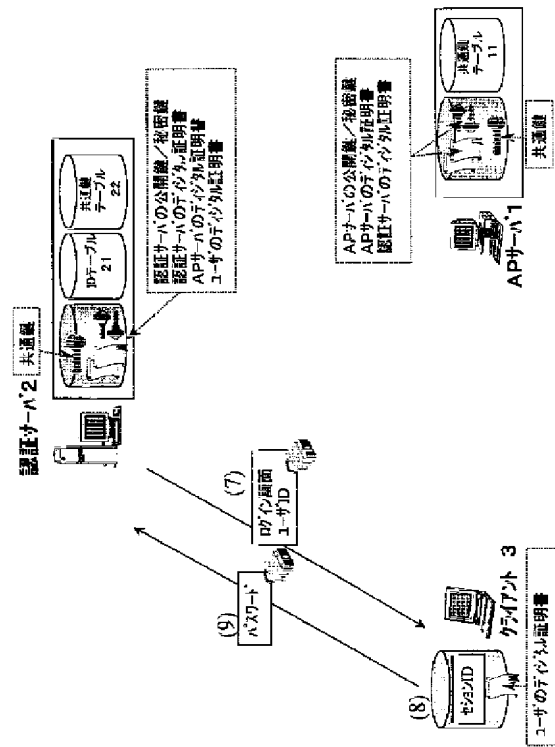 認証サーバ2
共通鍵
IDテーブル
21
共通鍵
テーブル
22
認証サーバの公開鍵/秘密鍵
認証サーバのディジタル証明書
APサーバのディジタル証明書
ユーザのディジタル証明書
(7)
ログイン画面
ユーザID
(9)
パスワード
(8)
セションID
クライアント 3
ユーザのディジタル証明書
APサーバの公開鍵/秘密鍵
APサーバのディジタル証明書
認証サーバのディジタル証明書
共通鍵
テーブル
11
共通鍵
APサーバ1